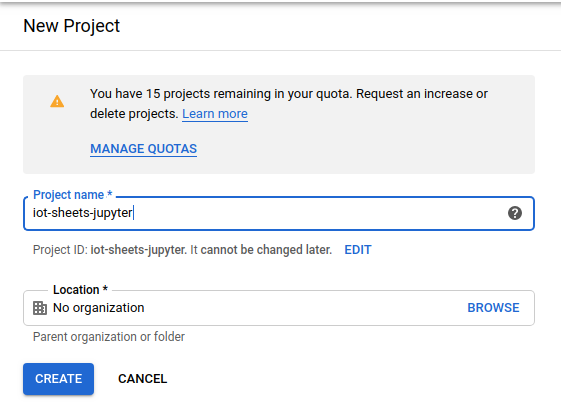 New Project
You have 15 projects remaining in your quota. Request an increase or
delete projects. Learn more
MANAGE QUOTAS
Project name *
iot-sheets-jupyter
Project ID: iot-sheets-jupyter. It cannot be changed later. EDIT
Location *
No organization BROWSE
Parent organization or folder
CREATE CANCEL